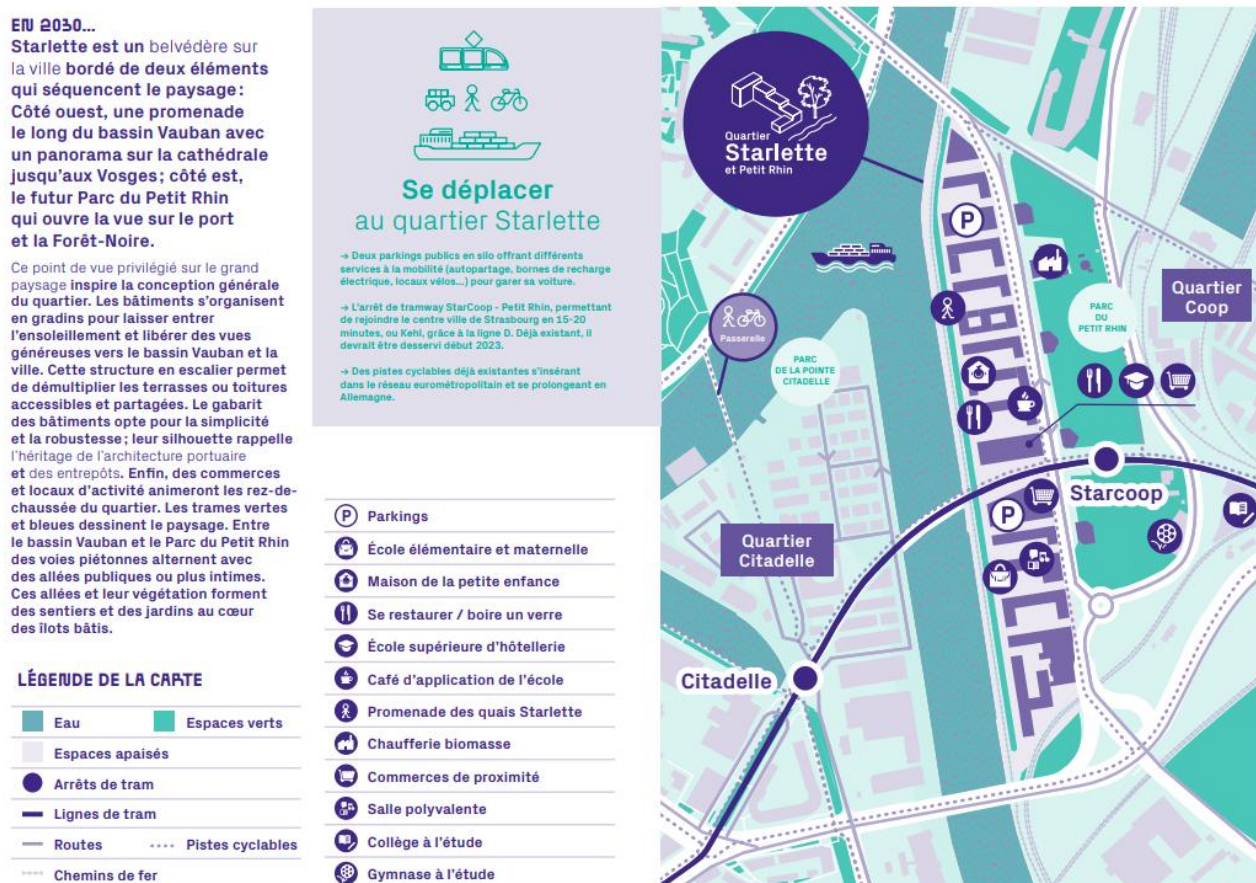 EN 2030...
Starlette est un belvédère sur
la ville bordé de deux éléments
qui séquencent le paysage :
Côté ouest, une promenade
le long du bassin Vauban avec
un panorama sur la cathédrale
jusqu'aux Vosges ; côté est,
le futur Parc du Petit Rhin
qui ouvre la vue sur le port
et la Forêt-Noire.
Ce point de vue privilégié sur le grand
paysage inspire la conception générale
du quartier. Les bâtiments s'organisent
en gradins pour laisser entrer
l'ensoleillement et libérer des vues
généreuses vers le bassin Vauban et la
ville. Cette structure en escalier permet
de démultiplier les terrasses ou toitures
accessibles et partagées. Le gabarit
des bâtiments opte pour la simplicité
et la robustesse ; leur silhouette rappelle
l'héritage de l'architecture portuaire
et des entrepôts. Enfin, des commerces
et locaux d'activité animeront les rez-de-
chaussée du quartier. Les trames vertes
et bleues dessinent le paysage. Entre
le bassin Vauban et le Parc du Petit Rhin
des voies piétonnes alternent avec
des allées publiques ou plus intimes.
Ces allées et leur végétation forment
des sentiers et des jardins au cœur
des îlots bâtis.
LÉGENDE DE LA CARTE
Eau
Espaces verts
Espaces apaisés
Arrêts de tram
Lignes de tram
Routes
Pistes cyclables
Chemins de fer
Se déplacer
au quartier Starlette
→ Deux parkings publics en silo offrant différents
services à la mobilité (autopartage, bornes de recharge
électrique, locaux vélos...) pour garer sa voiture.
→ L'arrêt de tramway StarCoop - Petit Rhin, permettant
de rejoindre le centre ville de Strasbourg en 15-20
minutes, ou Kehl, grâce à la ligne D. Déjà existant, il
devrait être desservi début 2023.
→ Des pistes cyclables déjà existantes s'insérant
dans le réseau eurométropolitain et se prolongeant en
Allemagne.
P Parkings
École élémentaire et maternelle
Maison de la petite enfance
Se restaurer / boire un verre
École supérieure d'hôtellerie
Café d'application de l'école
Promenade des quais Starlette
Chaufferie biomasse
Commerces de proximité
Salle polyvalente
Collège à l'étude
Gymnase à l'étude
Quartier
Starlette
et Petit Rhin
P
Quartier
Coop
PARC
DU
PETIT RHIN
Passerelle
PARC
DE LA POINTE
CITADELLE
Starcoop
P
Quartier
Citadelle
Citadelle